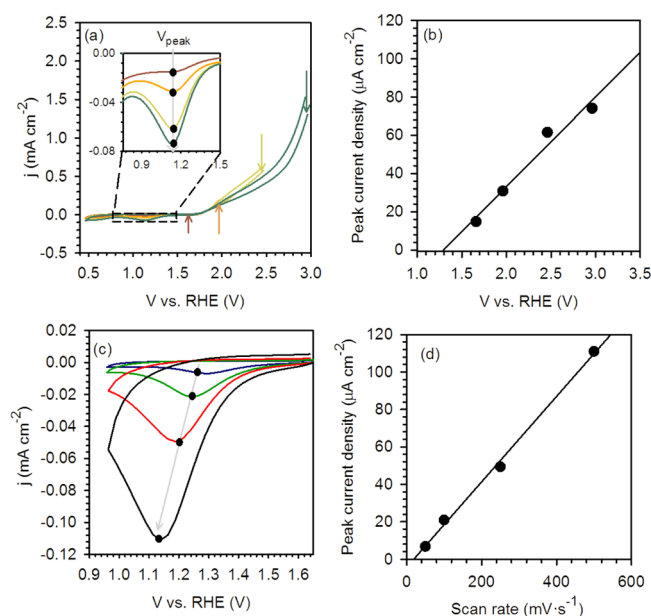 (a)
V peak
0.00
-0.04
-0.08
0.9 1.2 1.5
2.5
2.0
1.5
1.0
0.5
0.0
-0.5
j (mA cm-2)
0.5 1.0 1.5 2.0 2.5 3.0
V vs. RHE (V)
(b)
120
100
80
60
40
20
0
Peak current density (μA cm-2)
1.0 1.5 2.0 2.5 3.0 3.5
V vs. RHE (V)
(c)
0.02
0.00
-0.02
-0.04
-0.06
-0.08
-0.10
-0.12
j (mA cm-2)
0.9 1.0 1.1 1.2 1.3 1.4 1.5 1.6
V vs. RHE (V)
(d)
120
100
80
60
40
20
0
Peak current density (μA cm-2)
0 200 400 600
Scan rate (mV·s-1)